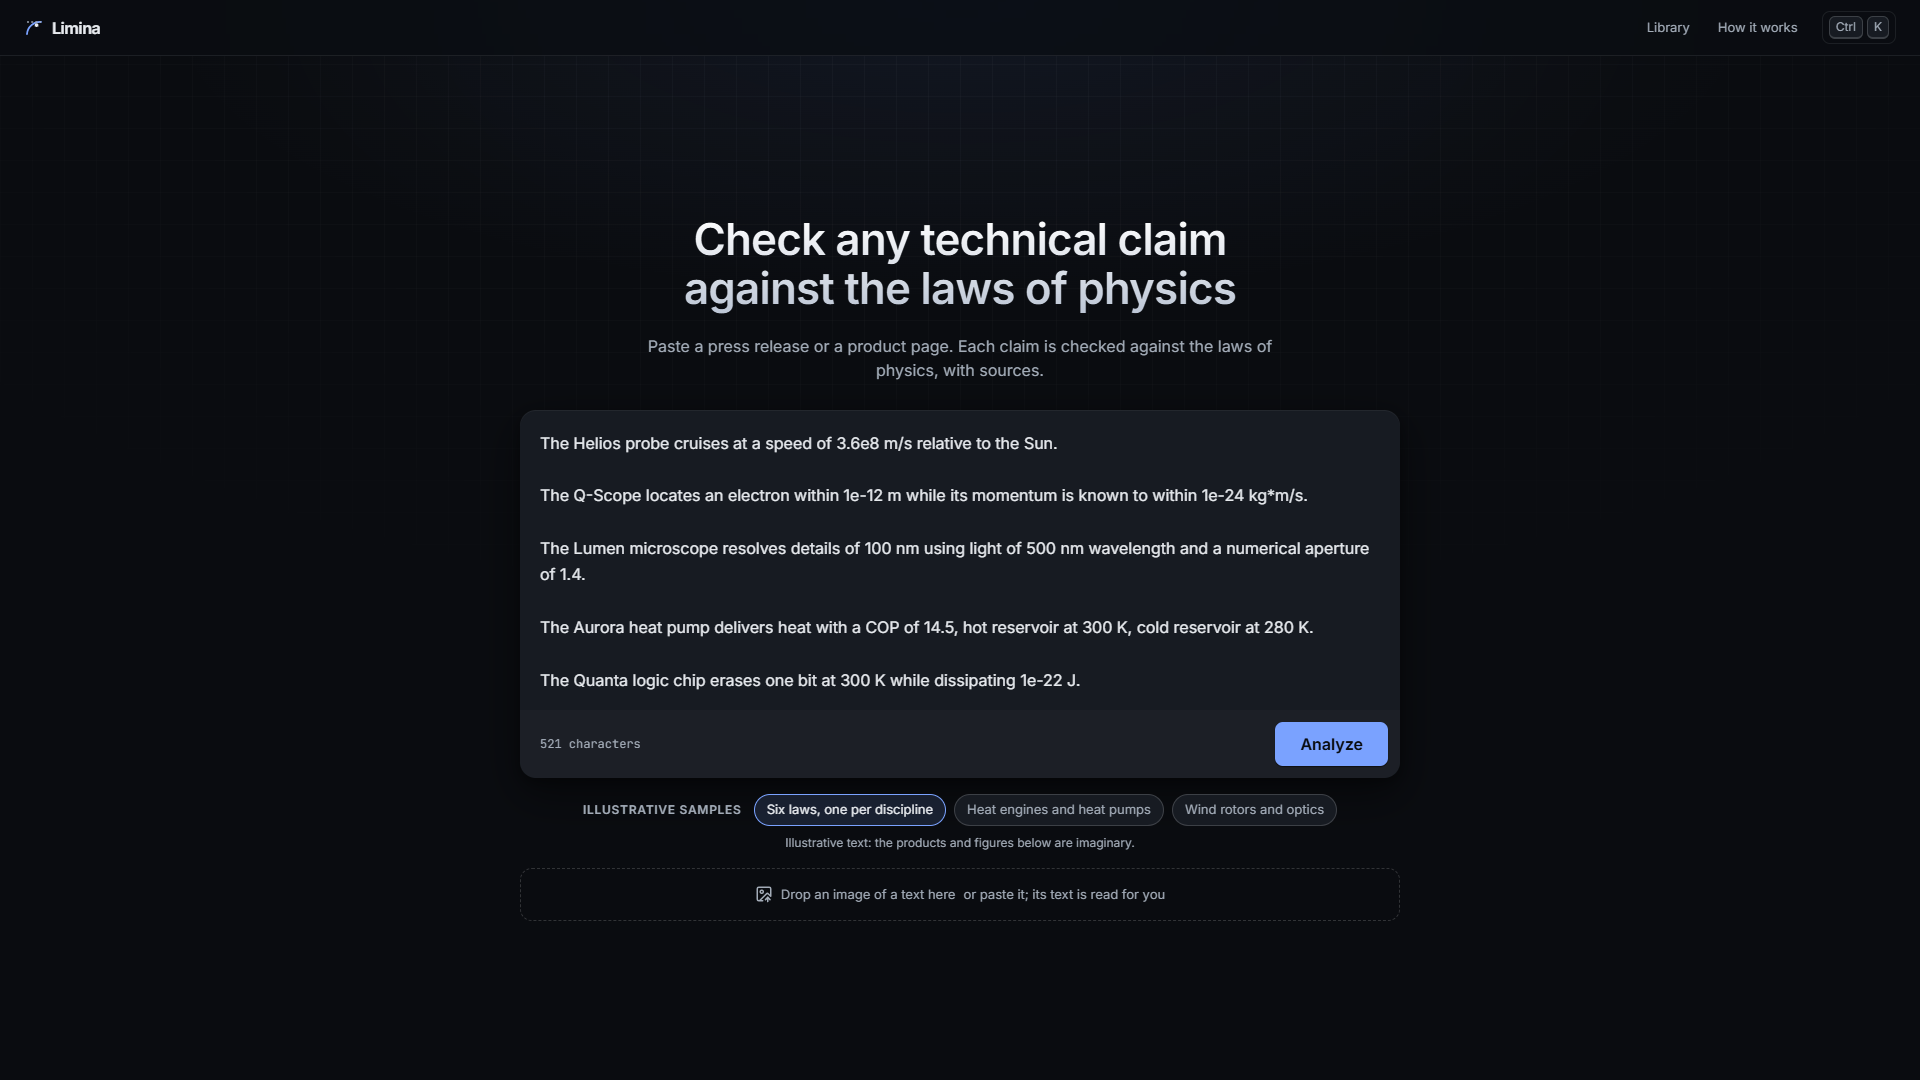 Limina
Library
How it works
Ctrl K
Check any technical claim
against the laws of physics
Paste a press release or a product page. Each claim is checked against the laws of
physics, with sources.
The Helios probe cruises at a speed of 3.6e8 m/s relative to the Sun.
The Q-Scope locates an electron within 1e-12 m while its momentum is known to within 1e-24 kg*m/s.
The Lumen microscope resolves details of 100 nm using light of 500 nm wavelength and a numerical aperture
of 1.4.
The Aurora heat pump delivers heat with a COP of 14.5, hot reservoir at 300 K, cold reservoir at 280 K.
The Quanta logic chip erases one bit at 300 K while dissipating 1e-22 J.
521 characters
Analyze
ILLUSTRATIVE SAMPLES
Six laws, one per discipline
Heat engines and heat pumps
Wind rotors and optics
Illustrative text: the products and figures below are imaginary.
Drop an image of a text here or paste it; its text is read for you